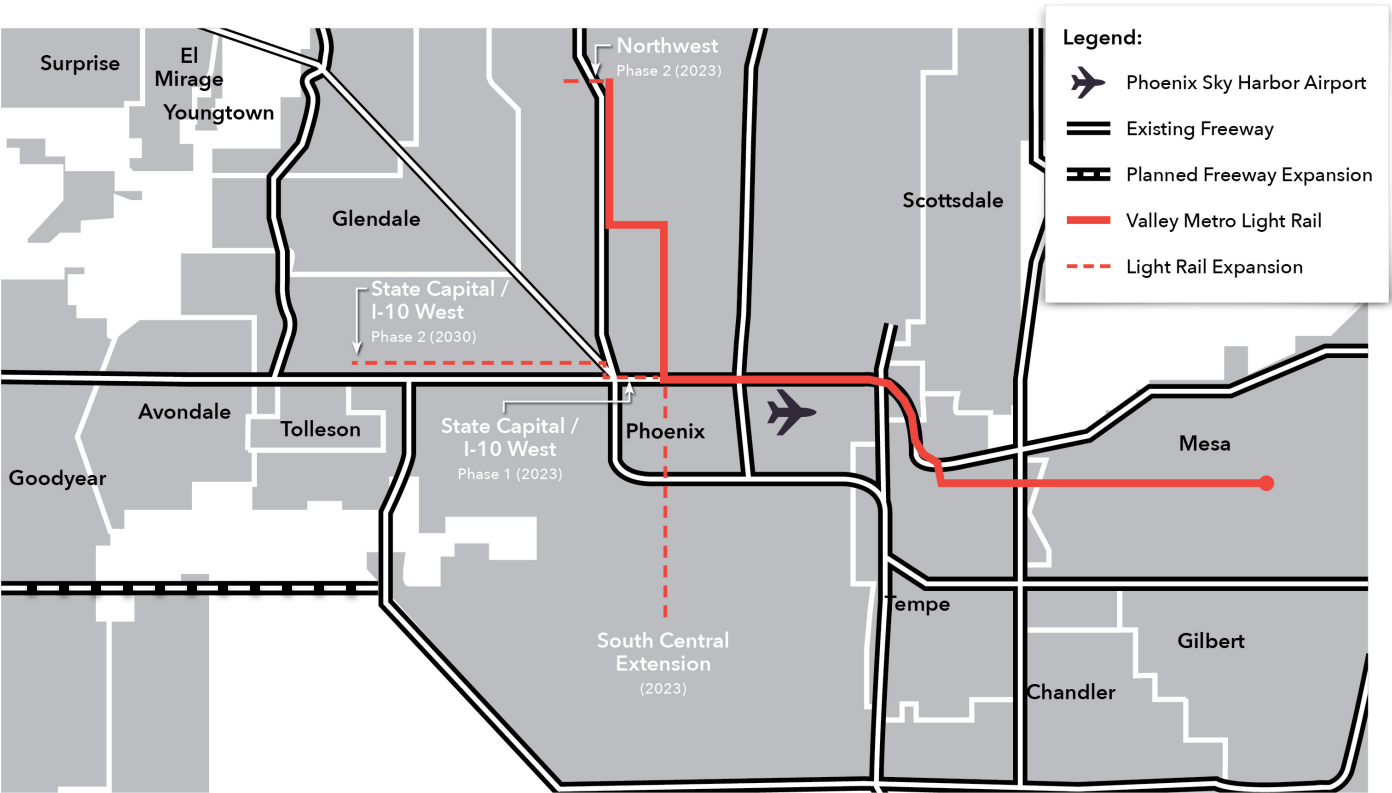 Surprise
El
Mirage
Youngtown
Northwest
Phase 2 (2023)
Legend:
Phoenix Sky Harbor Airport
Existing Freeway
Planned Freeway Expansion
Valley Metro Light Rail
Light Rail Expansion
Glendale
Scottsdale
State Capital /
I-10 West
Phase 2 (2030)
Avondale
Tolleson
State Capital /
I-10 West
Phase 1 (2023)
Phoenix
Mesa
Goodyear
Tempe
South Central
Extension
(2023)
Gilbert
Chandler